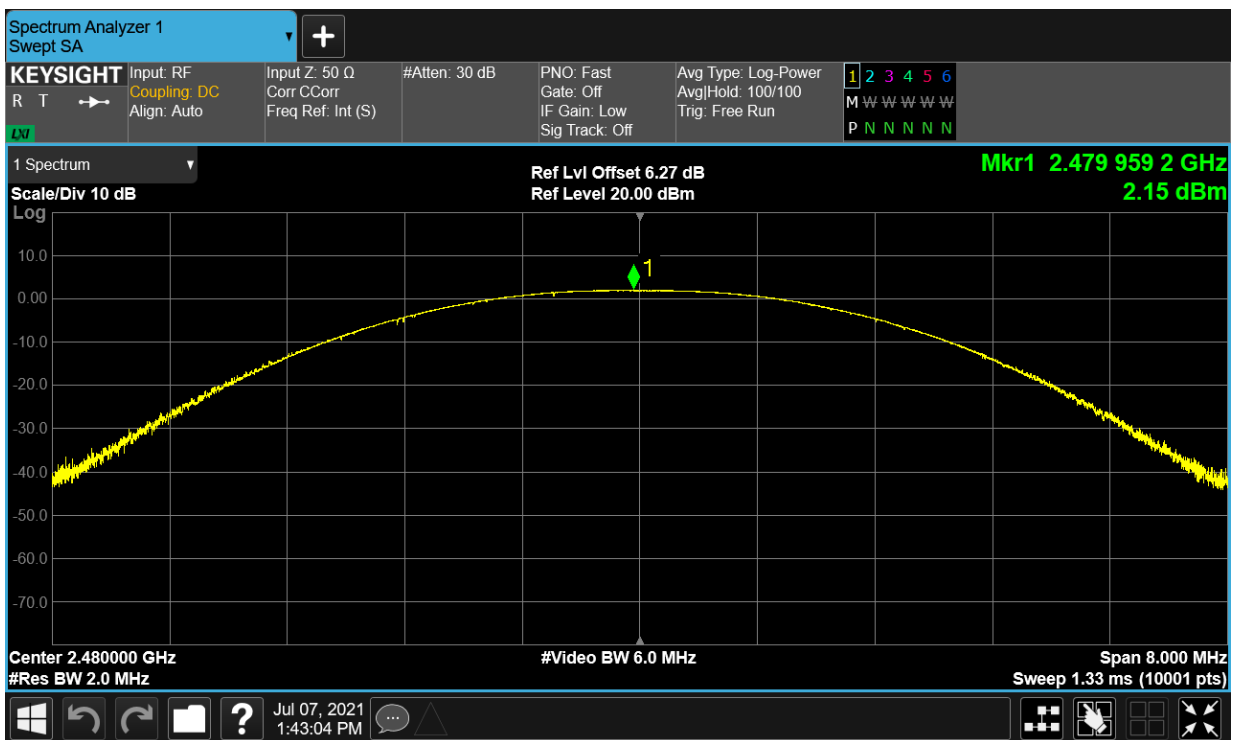 Spectrum Analyzer 1
Swept SA
KEYSIGHT
R T
LXI
Input: RF
Coupling: DC
Align: Auto
Input Z: 50 Ω
Corr CCorr
Freq Ref: Int (S)
#Atten: 30 dB
PNO: Fast
Gate: Off
IF Gain: Low
Sig Track: Off
Avg Type: Log-Power
Avg|Hold: 100/100
Trig: Free Run
1 2 3 4 5 6
M W W W W W
P N N N N N
1 Spectrum
Scale/Div 10 dB
Ref Lvl Offset 6.27 dB
Ref Level 20.00 dBm
Mkr1 2.479 959 2 GHz
2.15 dBm
Log
10.0
0.00
-10.0
-20.0
-30.0
-40.0
-50.0
-60.0
-70.0
1
Center 2.480000 GHz
#Res BW 2.0 MHz
#Video BW 6.0 MHz
Span 8.000 MHz
Sweep 1.33 ms (10001 pts)
?
Jul 07, 2021
1:43:04 PM